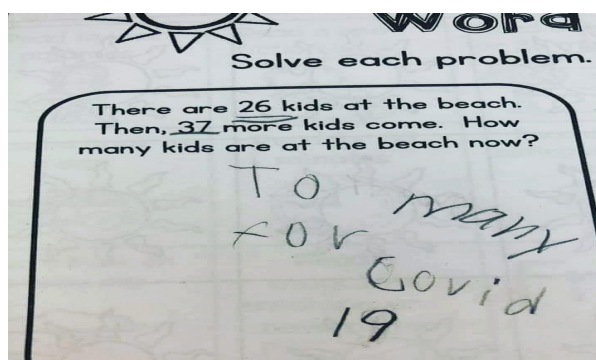 Word
Solve each problem.
There are 26 kids at the beach.
Then, 37 more kids come. How
many kids are at the beach now?
To many
for
Covid
19